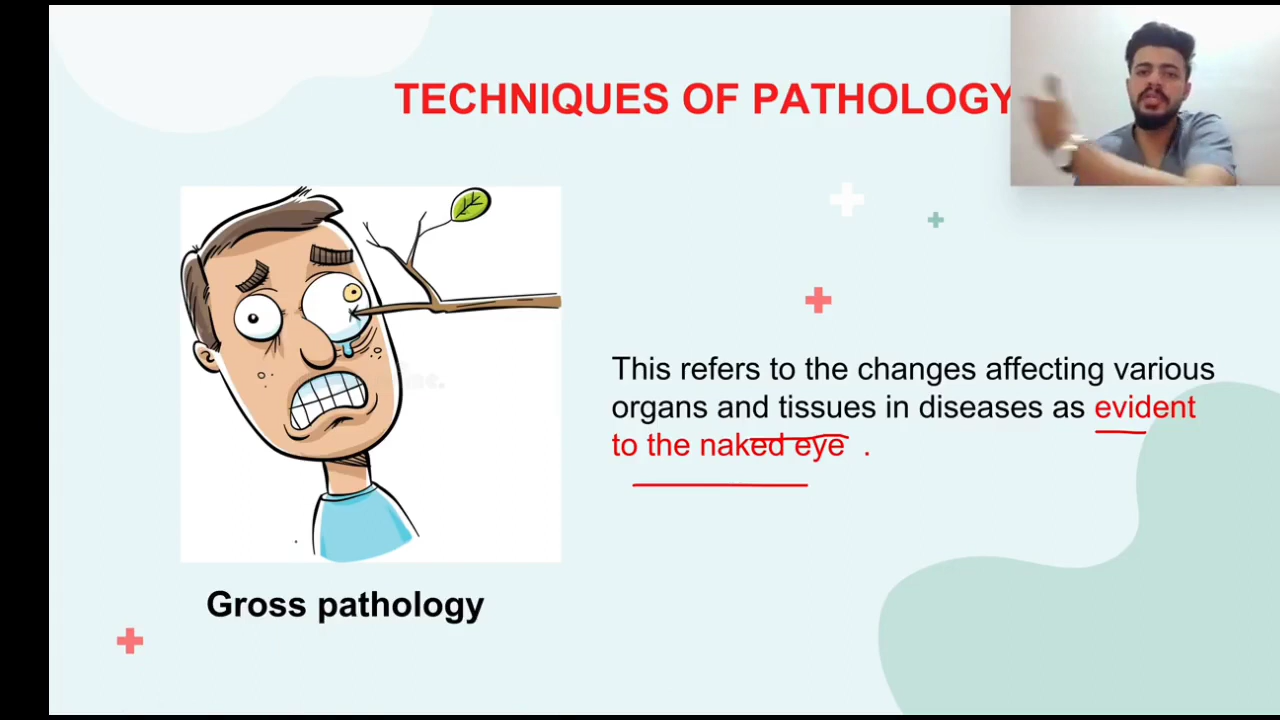 TECHNIQUES OF PATHOLOGY
This refers to the changes affecting various
organs and tissues in diseases as evident
to the naked eye .
Gross pathology